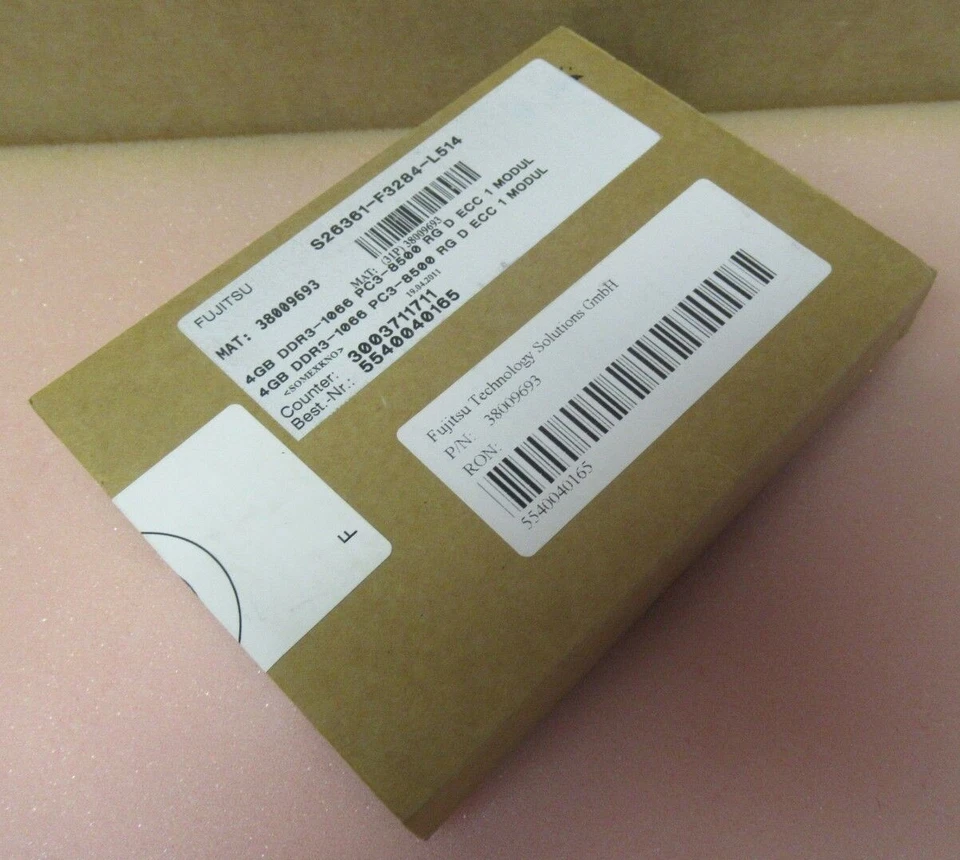 FUJITSU
S26361-F3284-L514
MAT: 38009693
MAT: (31P) 38009693
4GB DDR3-1066 PC3-8500 RG D ECC 1 MODUL
4GB DDR3-1066 PC3-8500 RG D ECC 1 MODUL
<SOMEXKNO> 19.04.2011
Counter: 3003711711
Best.-Nr.: 5540040165
Fujitsu Technology Solutions GmbH
P/N: 38009693
RON:
5540040165
F